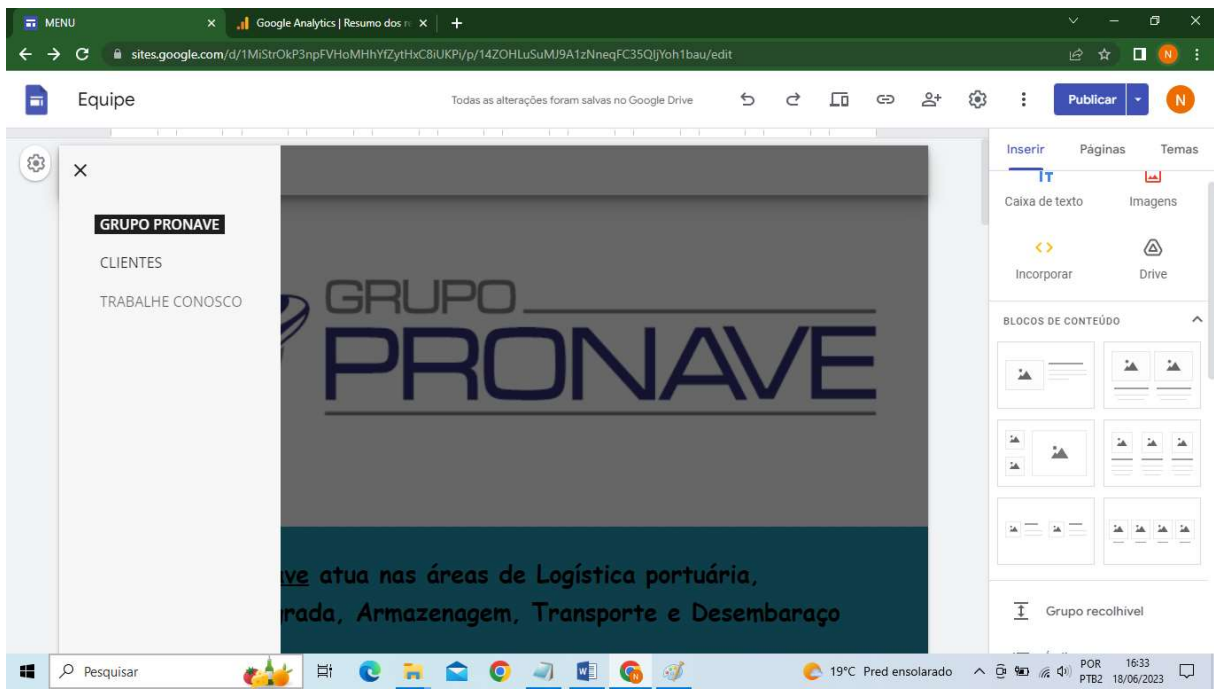 MENU
Google Analytics | Resumo dos re
sites.google.com/d/1MiStrOkP3npFVHoMHhYfZytHxC8iUKPi/p/14ZOHLuSuMJ9A1zNneqFC35QljYoh1bau/edit
N
Equipe
Todas as alterações foram salvas no Google Drive
Publicar
N
Inserir Páginas Temas
Caixa de texto Imagens
Incorporar Drive
BLOCOS DE CONTEÚDO
Grupo recolhível
GRUPO PRONAVE
CLIENTES
TRABALHE CONOSCO
GRUPO
PRONAVE
ve atua nas áreas de Logística portuária,
rada, Armazenagem, Transporte e Desembaraço
Pesquisar
19°C Pred ensolarado
POR
PTB2
16:33
18/06/2023